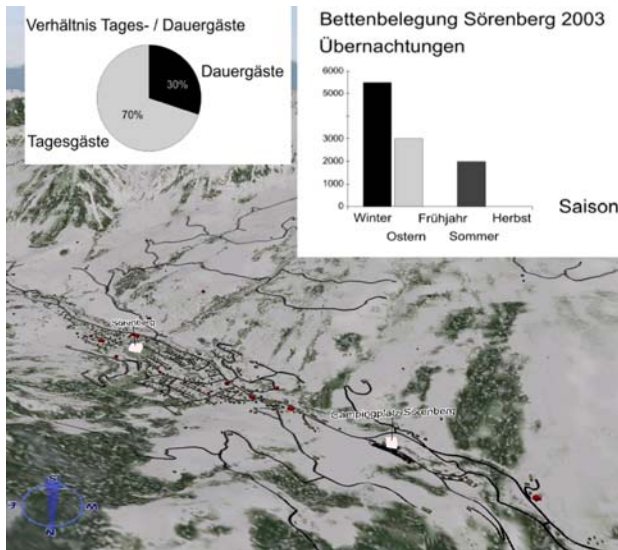 Verhältnis Tages- / Dauergäste
Dauergäste
30%
70%
Tagesgäste
Bettenbelegung Sörenberg 2003
Übernachtungen
6000
5000
3000
2000
1000
0
Winter Frühjahr Herbst
Ostern Sommer
Saison
Sörenberg
Campingplatz Sörenberg
S
M
N